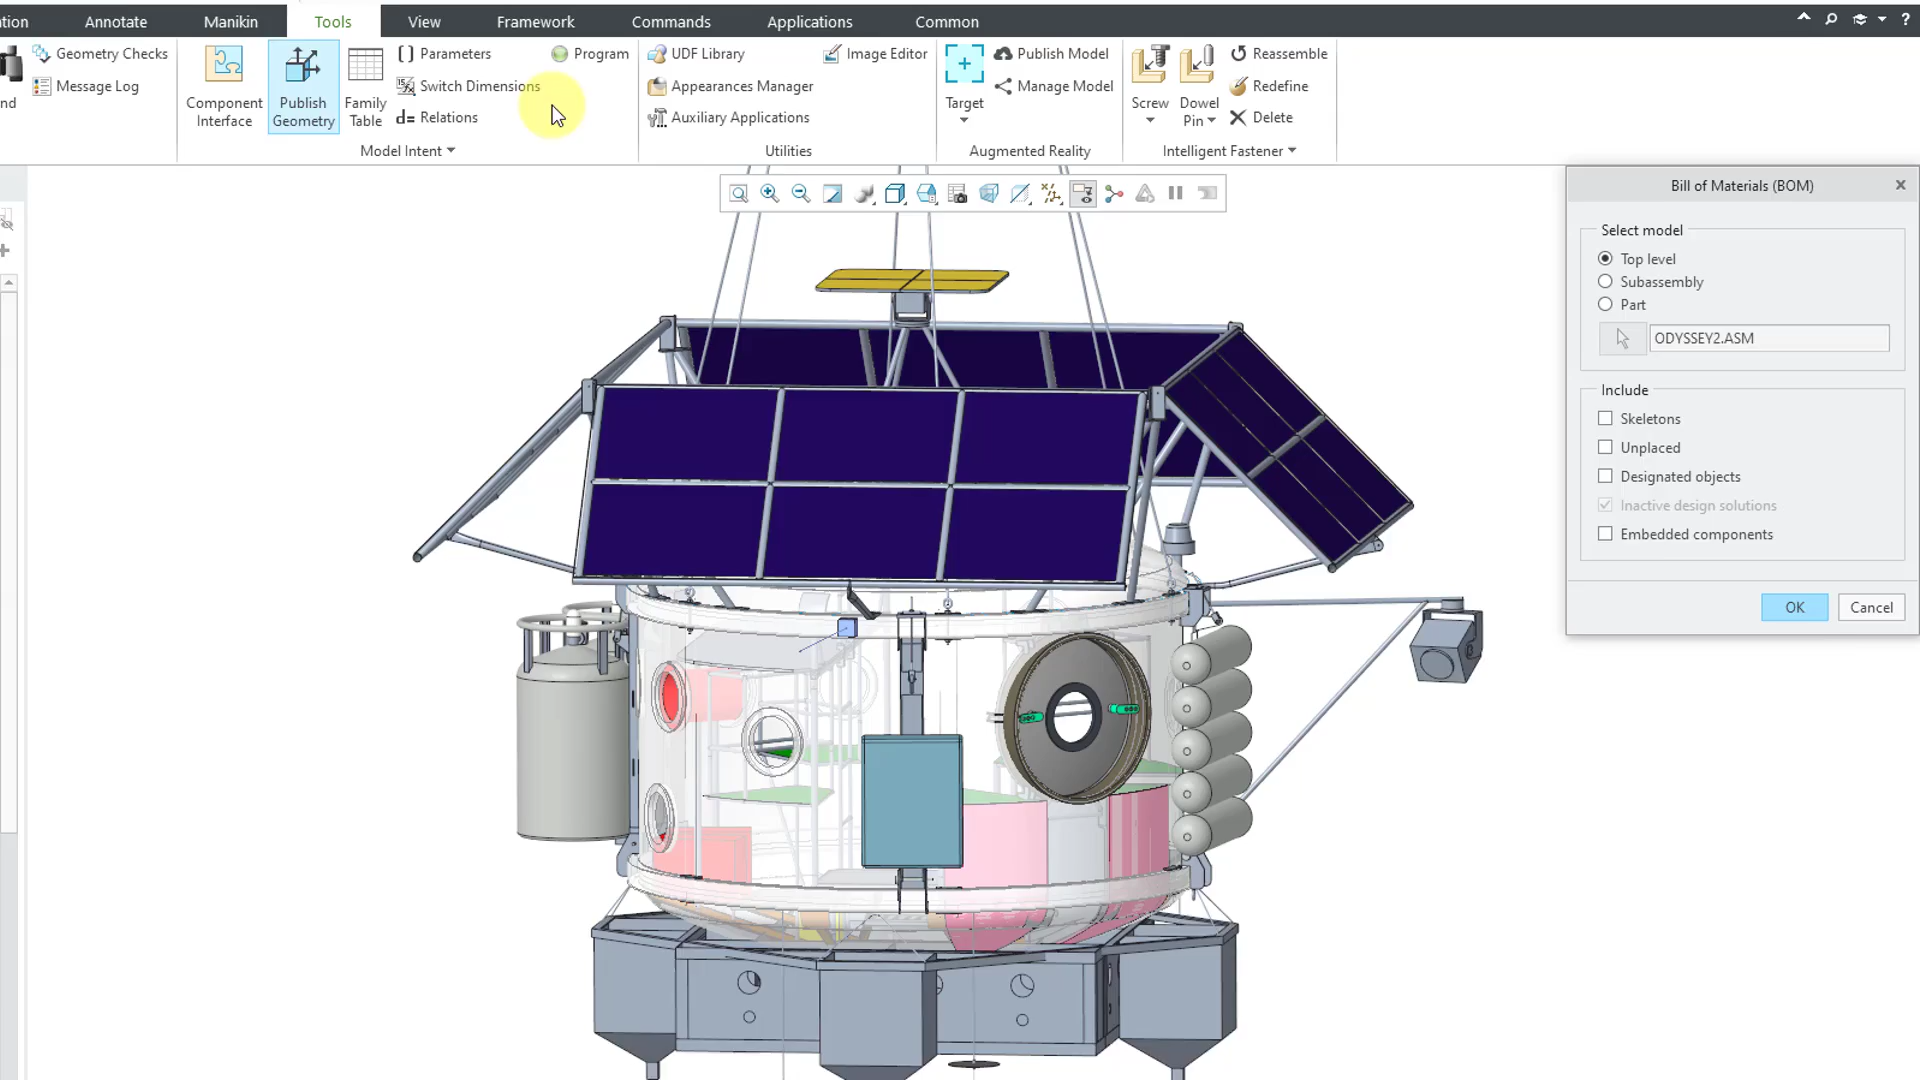 tion Annotate Manikin Tools View Framework Commands Applications Common ?
Geometry Checks
Message Log
nd
Component Interface
Publish Geometry
Family Table
Parameters
Switch Dimensions
d= Relations
Program
Model Intent
UDF Library
Appearances Manager
Auxiliary Applications
Image Editor
Utilities
Target
Publish Model
Manage Model
Augmented Reality
Screw
Dowel Pin
Reassemble
Redefine
Delete
Intelligent Fastener
Bill of Materials (BOM)
Select model
Top level
Subassembly
Part
ODYSSEY2.ASM
Include
Skeletons
Unplaced
Designated objects
Inactive design solutions
Embedded components
OK Cancel